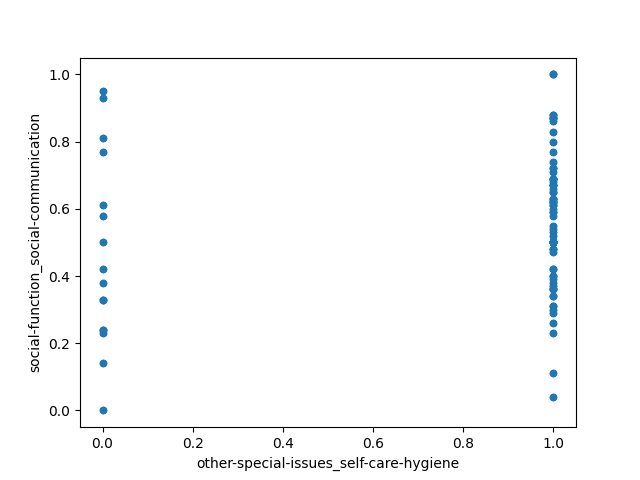 1.0
0.8
0.6
0.4
0.2
0.0
social-function_social-communication
0.0 0.2 0.4 0.6 0.8 1.0
other-special-issues_self-care-hygiene